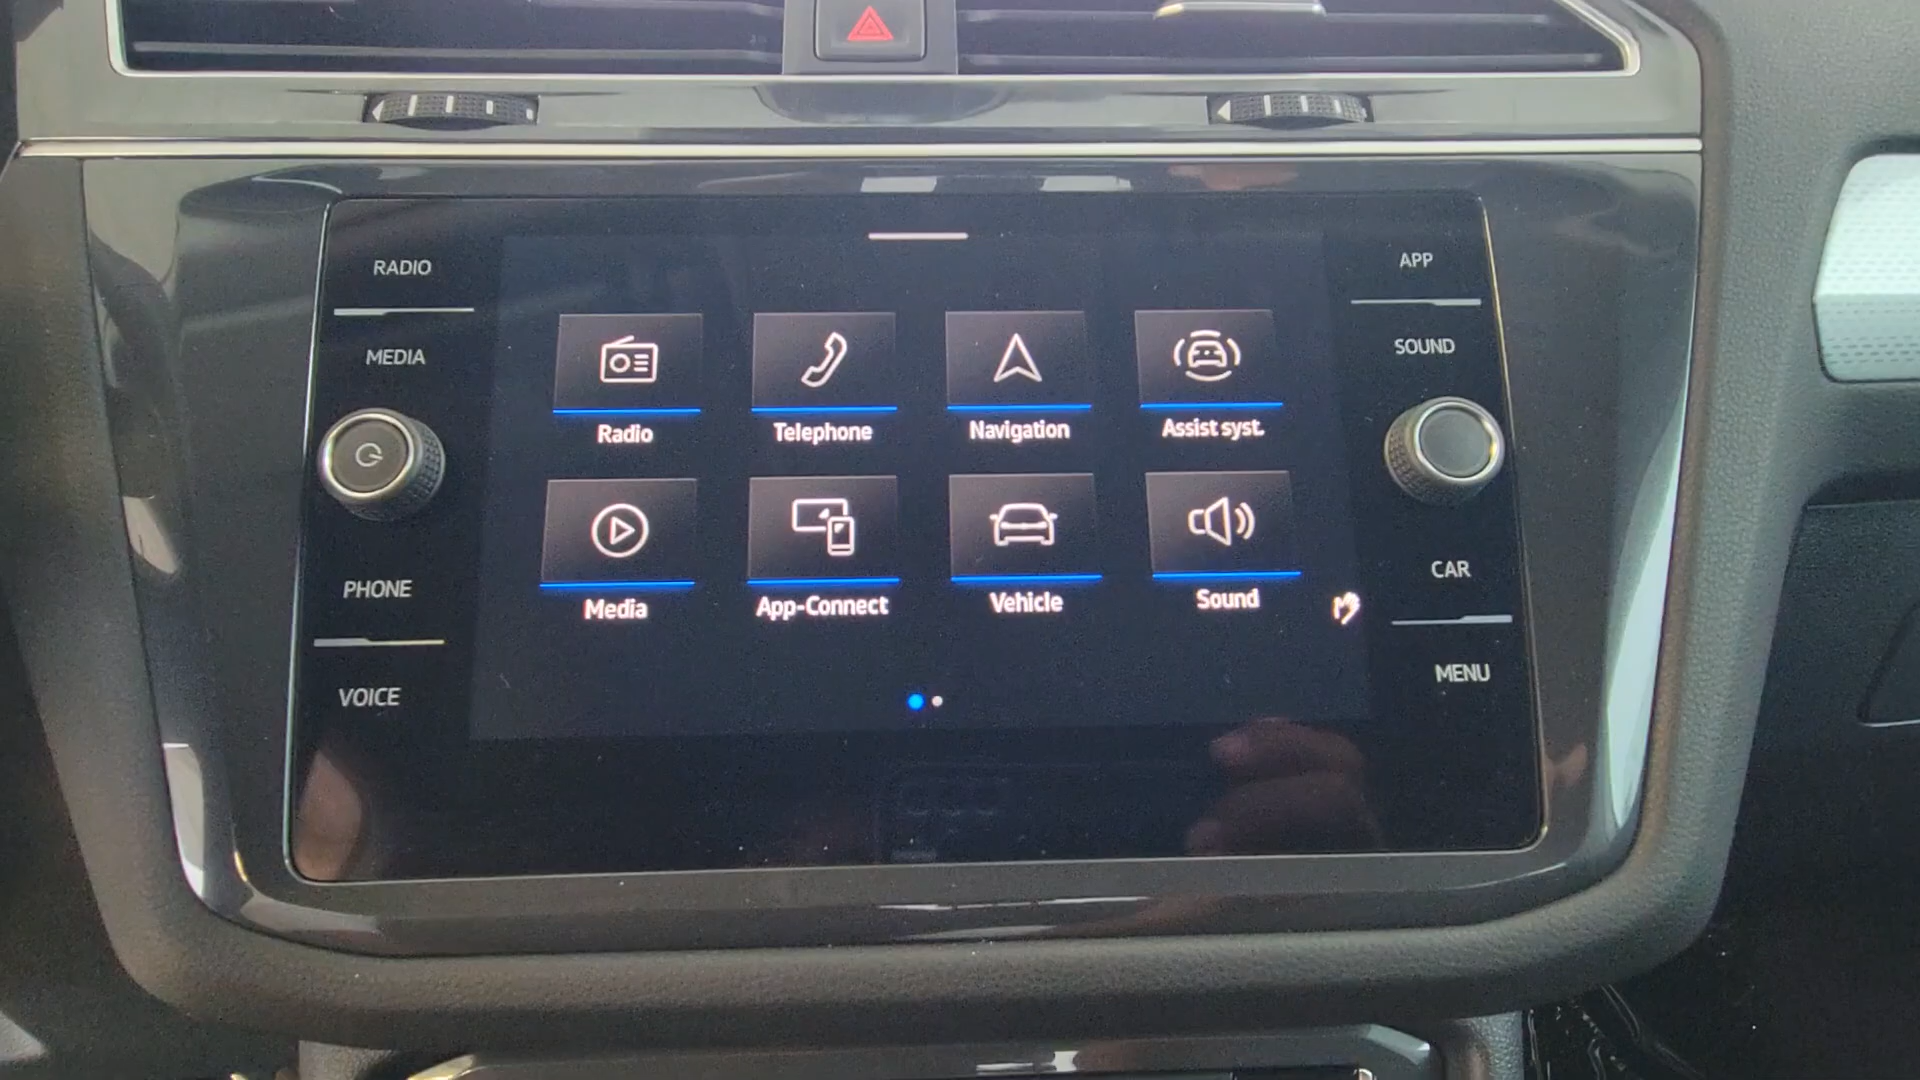 RADIO
MEDIA
PHONE
VOICE
Radio
Telephone
Navigation
Assist syst.
Media
App-Connect
Vehicle
Sound
APP
SOUND
CAR
MENU